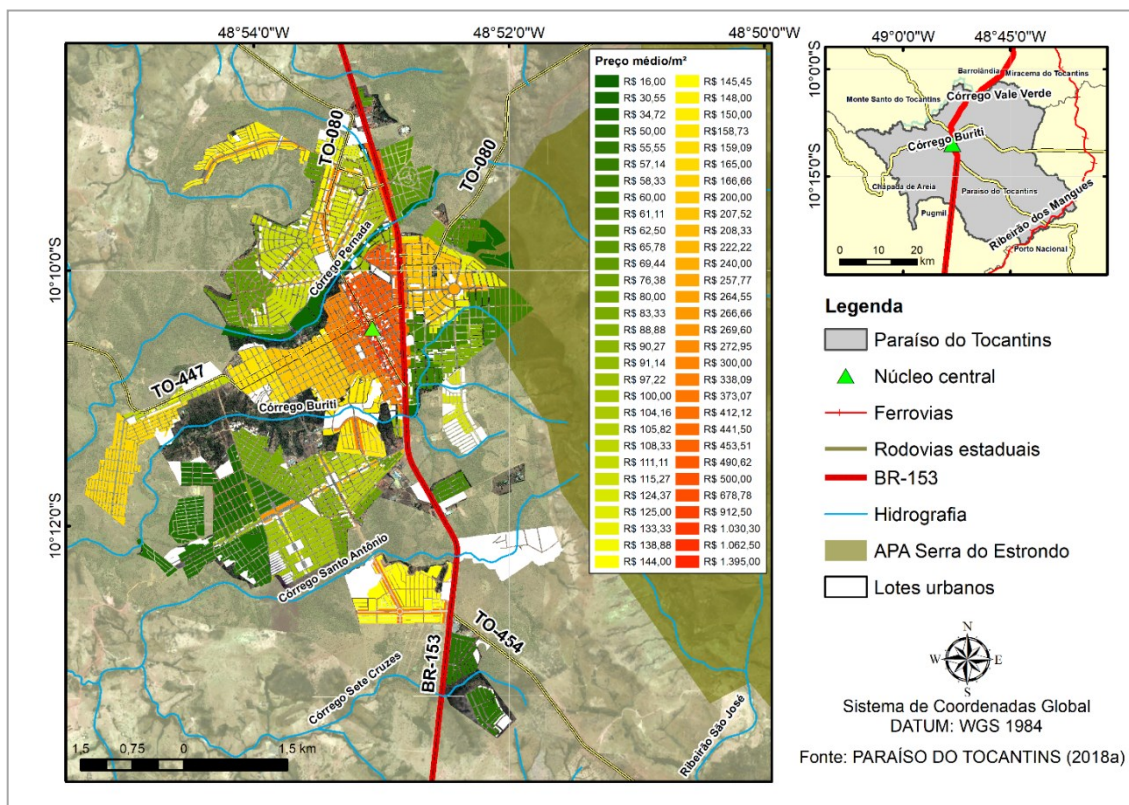 48°54'0"W
48°52'0"W
48°50'0"W
10°10'0"S
10°12'0"S
TO-080
TO-080
Córrego Pernada
TO-447
Córrego Buriti
Córrego Santo Antônio
TO-454
BR-153
Córrego Sete Cruzes
Ribeirão São José
1,5 0,75 0 1,5 km
Preço médio/m²
R$ 16,00
R$ 30,55
R$ 34,72
R$ 50,00
R$ 55,55
R$ 57,14
R$ 58,33
R$ 60,00
R$ 61,11
R$ 62,50
R$ 65,78
R$ 69,44
R$ 76,38
R$ 80,00
R$ 83,33
R$ 88,88
R$ 90,27
R$ 91,14
R$ 97,22
R$ 100,00
R$ 104,16
R$ 105,82
R$ 108,33
R$ 111,11
R$ 115,27
R$ 124,37
R$ 125,00
R$ 133,33
R$ 138,88
R$ 144,00
R$ 145,45
R$ 148,00
R$ 150,00
R$158,73
R$ 159,09
R$ 165,00
R$ 166,66
R$ 200,00
R$ 207,52
R$ 208,33
R$ 222,22
R$ 240,00
R$ 257,77
R$ 264,55
R$ 266,66
R$ 269,60
R$ 272,95
R$ 300,00
R$ 338,09
R$ 373,07
R$ 412,12
R$ 441,50
R$ 453,51
R$ 490,62
R$ 500,00
R$ 678,78
R$ 912,50
R$ 1.030,30
R$ 1.062,50
R$ 1.395,00
49°0'0"W
48°45'0"W
10°0'0"S
10°15'0"S
Barrolândia
Miracema do Tocantins
Córrego Vale Verde
Monte Santo do Tocantins
Córrego Buriti
Chapada de Areia
Paraíso do Tocantins
Pugmil
Ribeirão dos Mangues
Porto Nacional
0 10 20
km
Legenda
Paraíso do Tocantins
Núcleo central
Ferrovias
Rodovias estaduais
BR-153
Hidrografia
APA Serra do Estrondo
Lotes urbanos
N
W E
S
Sistema de Coordenadas Global
DATUM: WGS 1984
Fonte: PARAÍSO DO TOCANTINS (2018a)